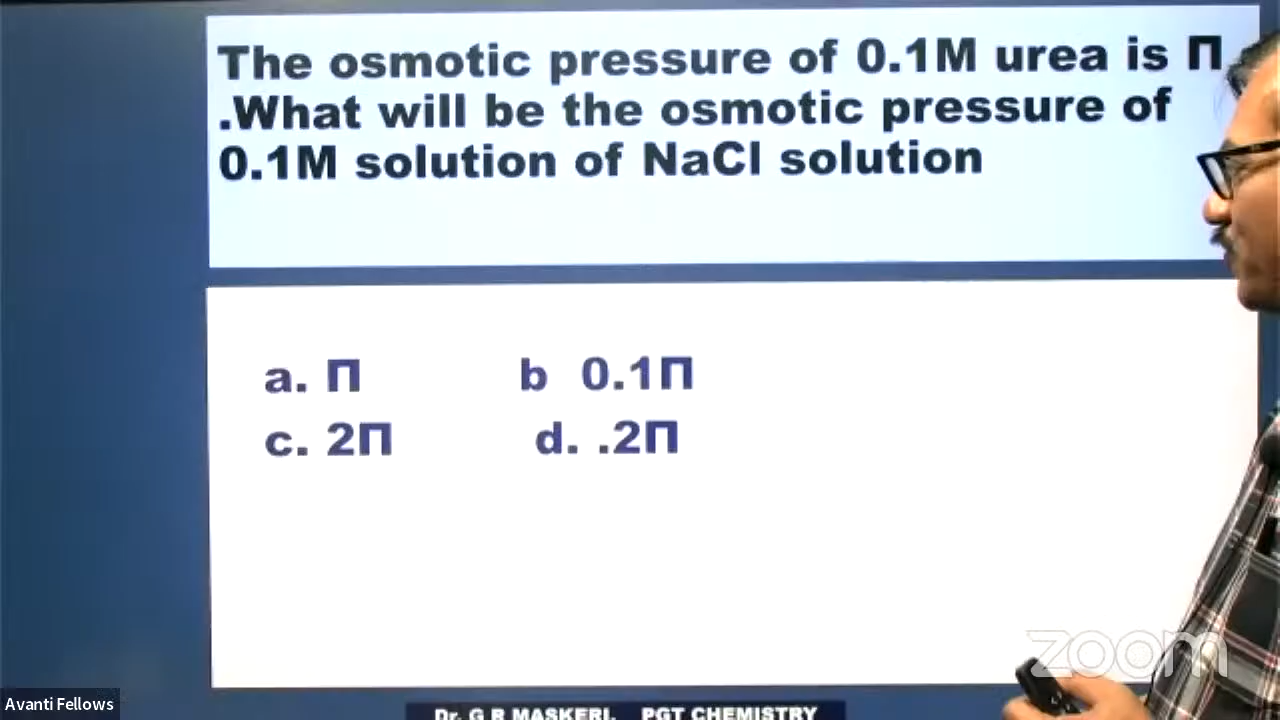 The osmotic pressure of 0.1M urea is Π
.What will be the osmotic pressure of
0.1M solution of NaCl solution
a. Π b 0.1Π
c. 2Π d. .2Π
zoom
Avanti Fellows
Dr. G R MASKERI, PGT CHEMISTRY